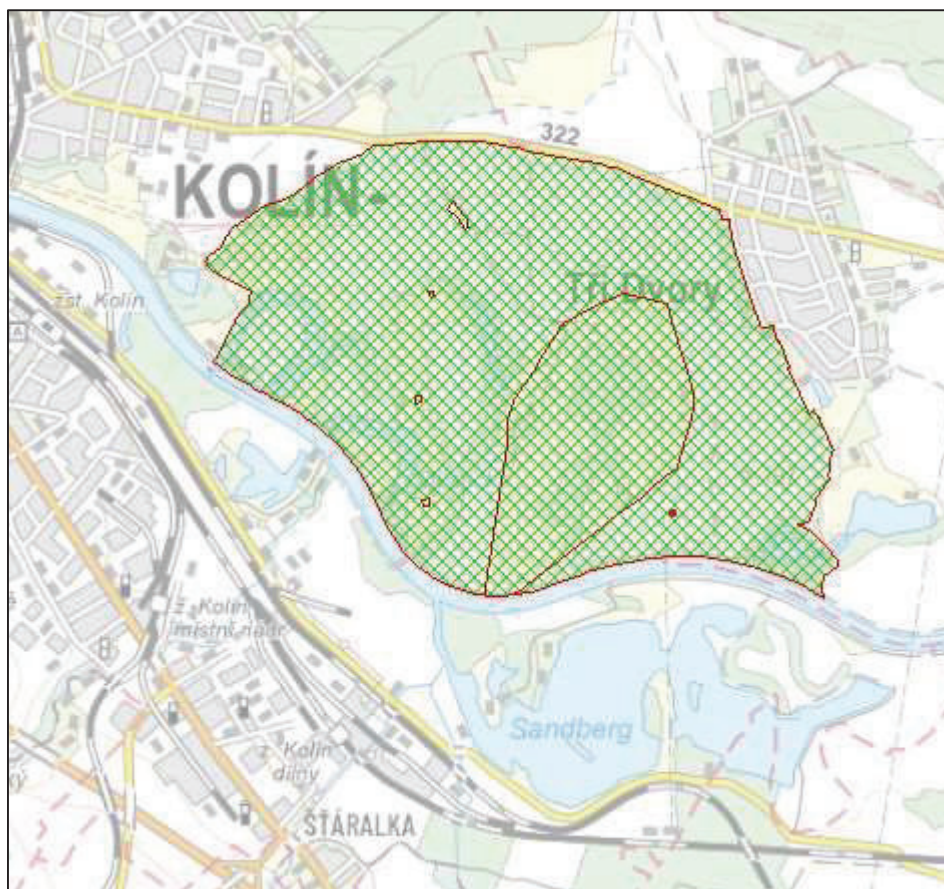 322
KOLÍN-
Tři Dvory
žst. Kolín
ž. Kolín
místní nádr.
Sandberg
ž. Kolín
dílny
ŠTÁRALKA